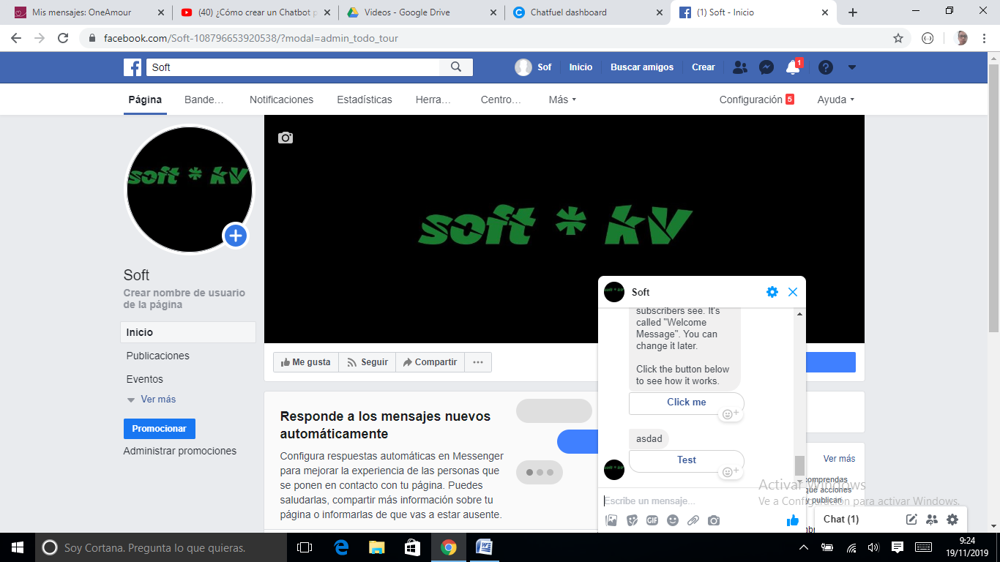 Mis mensajes: OneAmour
(40) ¿Cómo crear un Chatbot p
Videos - Google Drive
Chatfuel dashboard
(1) Soft - Inicio
facebook.com/Soft-108796653920538/?modal=admin_todo_tour
Soft
Sof
Inicio
Buscar amigos
Crear
1
Página
Bande…
Notificaciones
Estadísticas
Herra…
Centro…
Más
Configuración 5
Ayuda
soft * kV
soft * kV
Soft
Crear nombre de usuario
de la página
Inicio
Publicaciones
Eventos
Ver más
Promocionar
Administrar promociones
Me gusta
Seguir
Compartir
Responde a los mensajes nuevos
automáticamente
Configura respuestas automáticas en Messenger
para mejorar la experiencia de las personas que
se ponen en contacto con tu página. Puedes
saludarlas, compartir más información sobre tu
página o informarlas de que vas a estar ausente.
Soft
subscribers see. It's
called "Welcome
Message". You can
change it later.
Click the button below
to see how it works.
Click me
asdad
Test
Escribe un mensaje...
GIF
Ver más
comprendas
que acciones
y publican
Activar Windows
Ve a Configuración para activar Windows.
Chat (1)
Soy Cortana. Pregunta lo que quieras.
9:24
19/11/2019